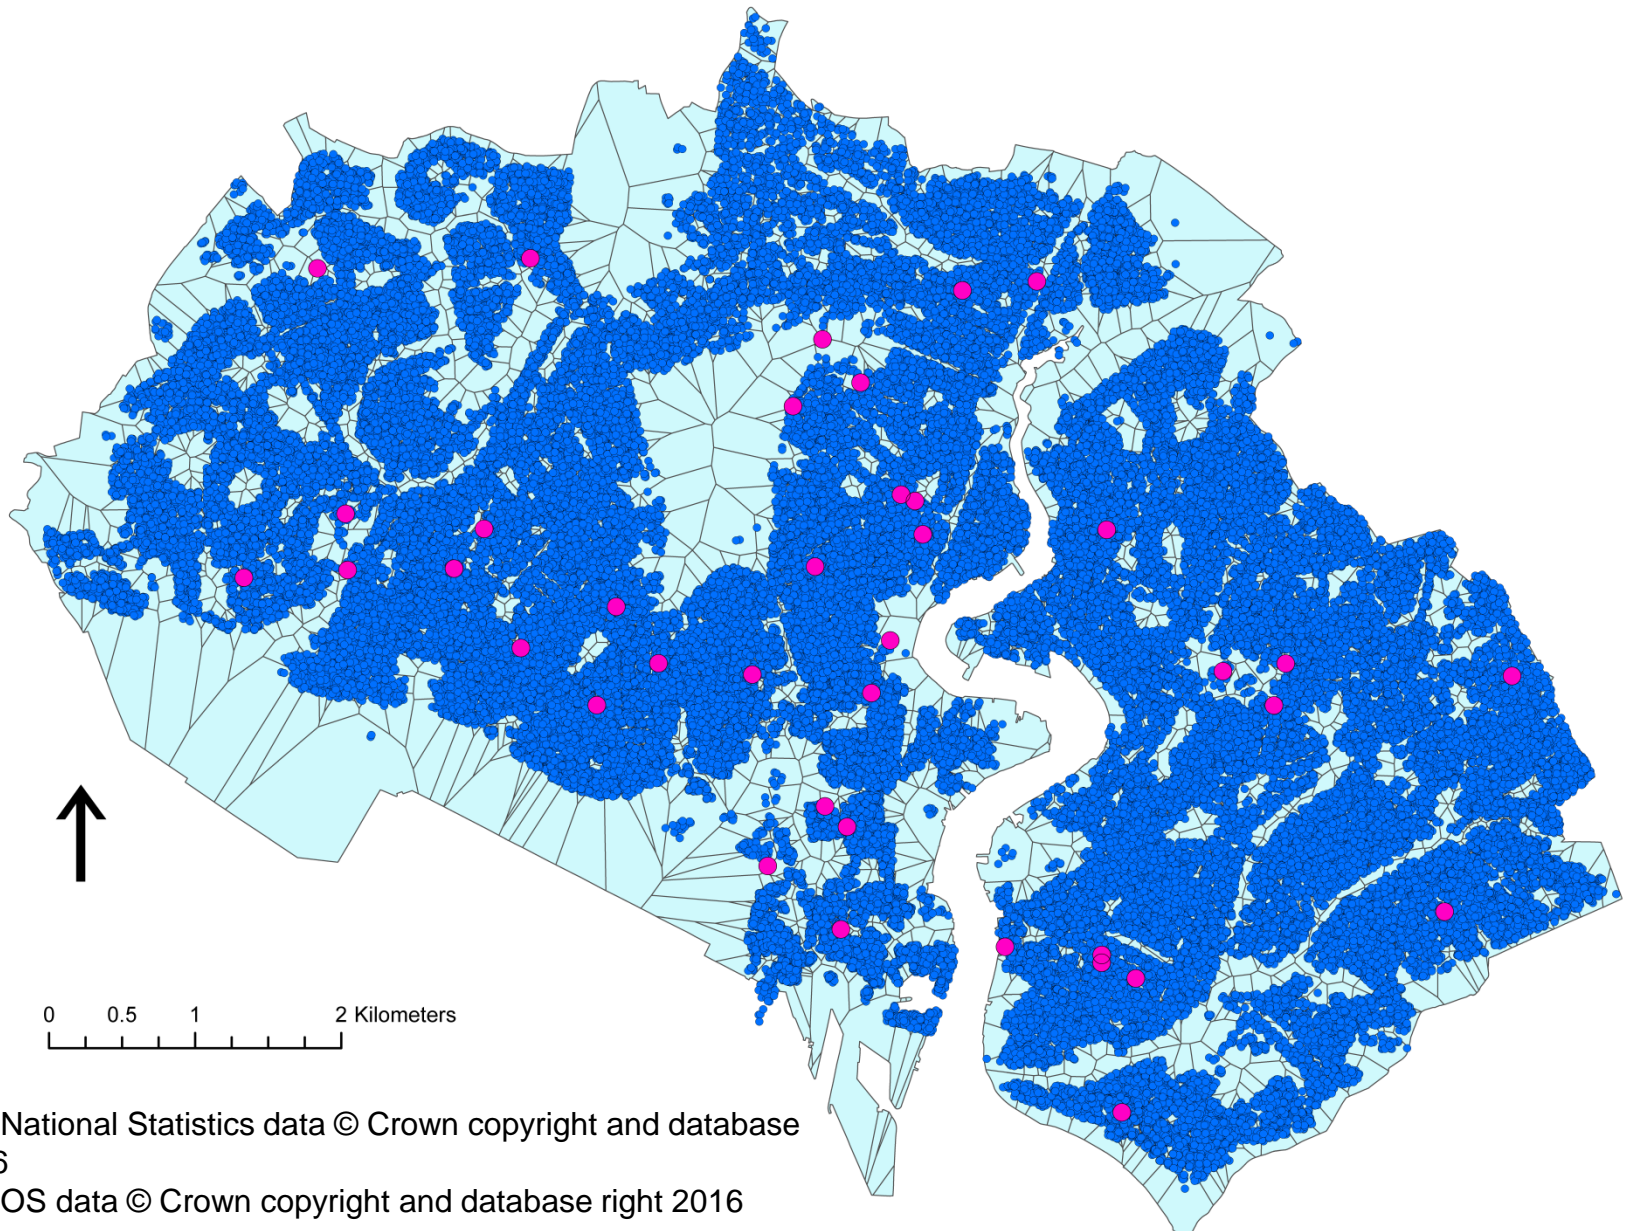 0 0.5 1 2 Kilometers
National Statistics data © Crown copyright and database
6
OS data © Crown copyright and database right 2016